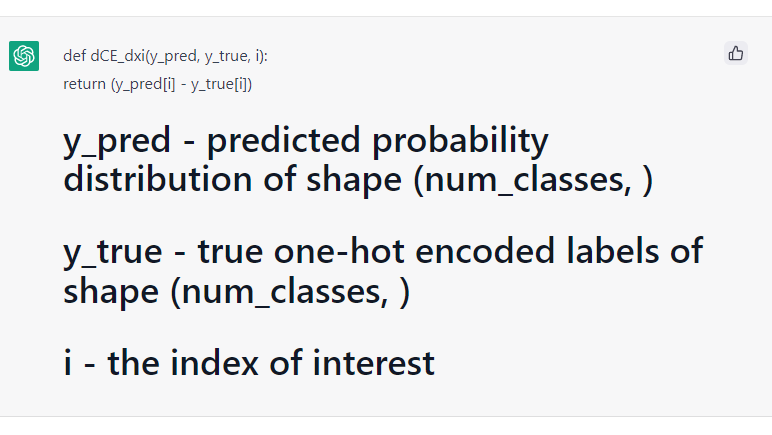 def dCE_dxi(y_pred, y_true, i):
return (y_pred[i] - y_true[i])
y_pred - predicted probability
distribution of shape (num_classes, )
y_true - true one-hot encoded labels of
shape (num_classes, )
i - the index of interest